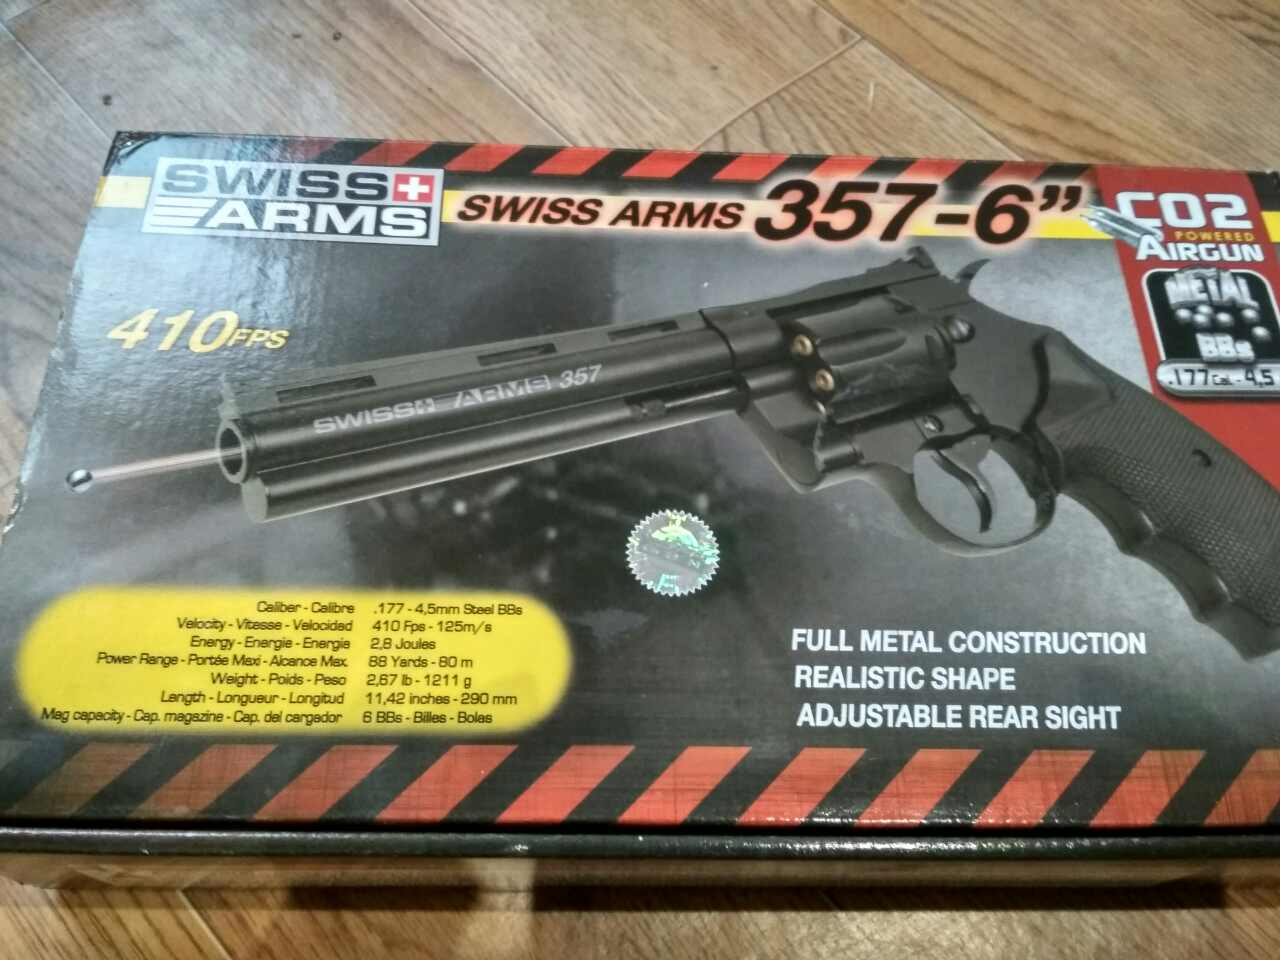 SWISS ARMS
SWISS ARMS 357-6”
CO2
POWERED
AIRGUN
METAL
BBs
.177 Cal. - 4,5
410 FPS
SWISS ARMS 357
Caliber - Calibre .177 - 4,5mm Steel BBs
Velocity - Vitesse - Velocidad 410 Fps - 125m/s
Energy - Energie - Energia 2,8 Joules
Power Range - Portée Maxi - Alcance Max. 88 Yards - 80 m
Weight - Poids - Peso 2,67 lb - 1211 g
Length - Longueur - Longitud 11,42 inches - 290 mm
Mag capacity - Cap. magazine - Cap. del cargador 6 BBs - Billes - Bolas
FULL METAL CONSTRUCTION
REALISTIC SHAPE
ADJUSTABLE REAR SIGHT